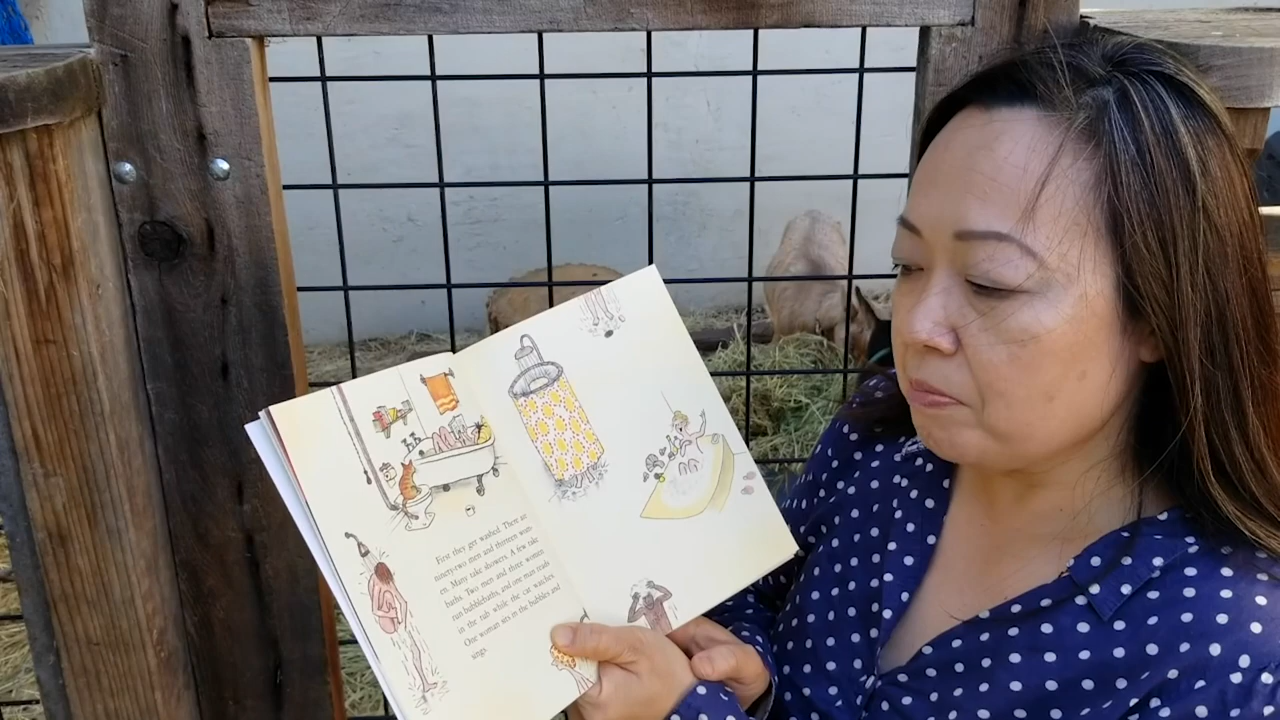 First they get washed. There are
ninety-two men and thirteen wom-
en. Many take showers. A few take
baths. Two men and three women
run bubblebaths, and one man reads
in the tub while the cat watches.
One woman sits in the bubbles and
sings.